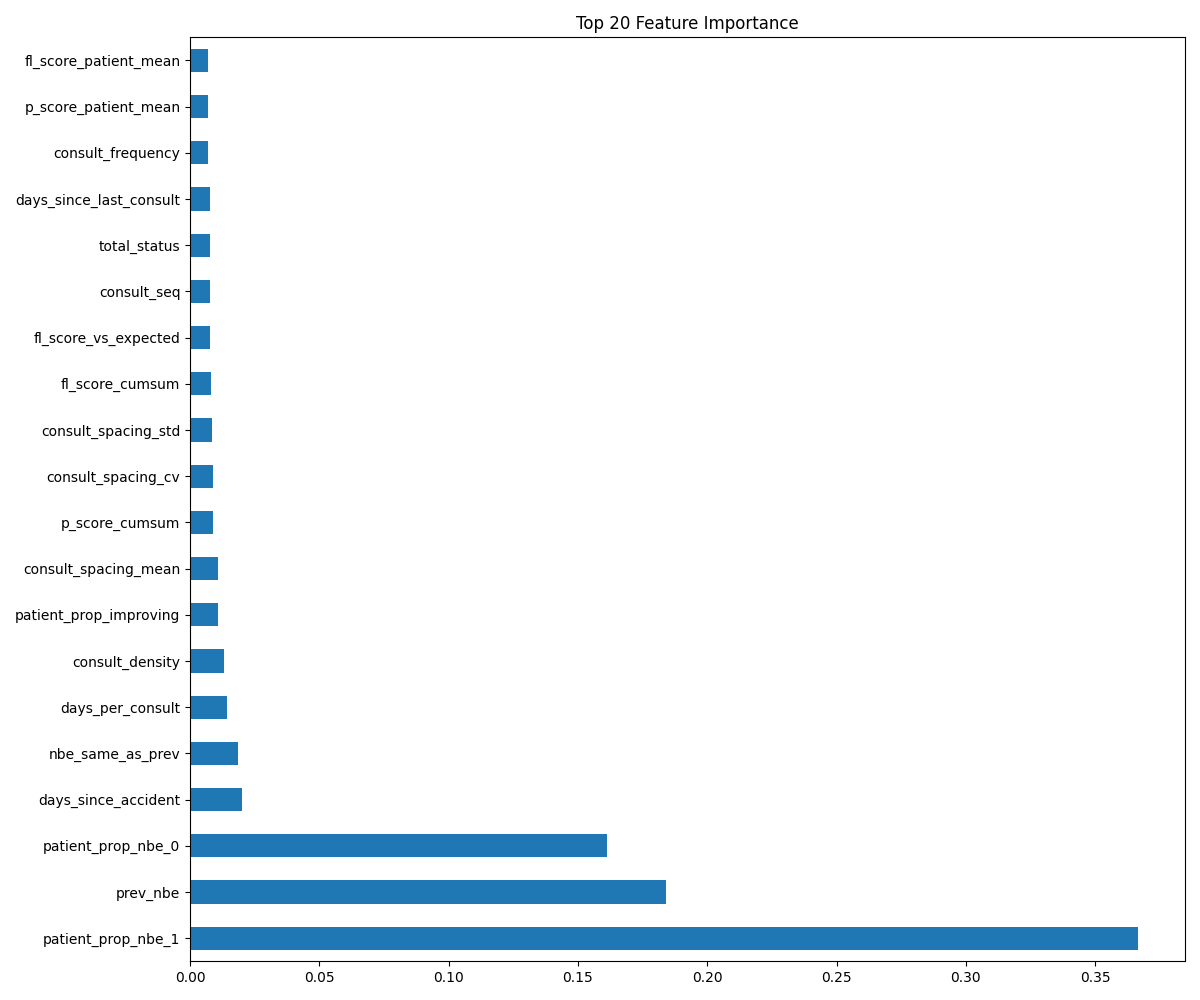 Top 20 Feature Importance
fl_score_patient_mean
p_score_patient_mean
consult_frequency
days_since_last_consult
total_status
consult_seq
fl_score_vs_expected
fl_score_cumsum
consult_spacing_std
consult_spacing_cv
p_score_cumsum
consult_spacing_mean
patient_prop_improving
consult_density
days_per_consult
nbe_same_as_prev
days_since_accident
patient_prop_nbe_0
prev_nbe
patient_prop_nbe_1
0.00 0.05 0.10 0.15 0.20 0.25 0.30 0.35